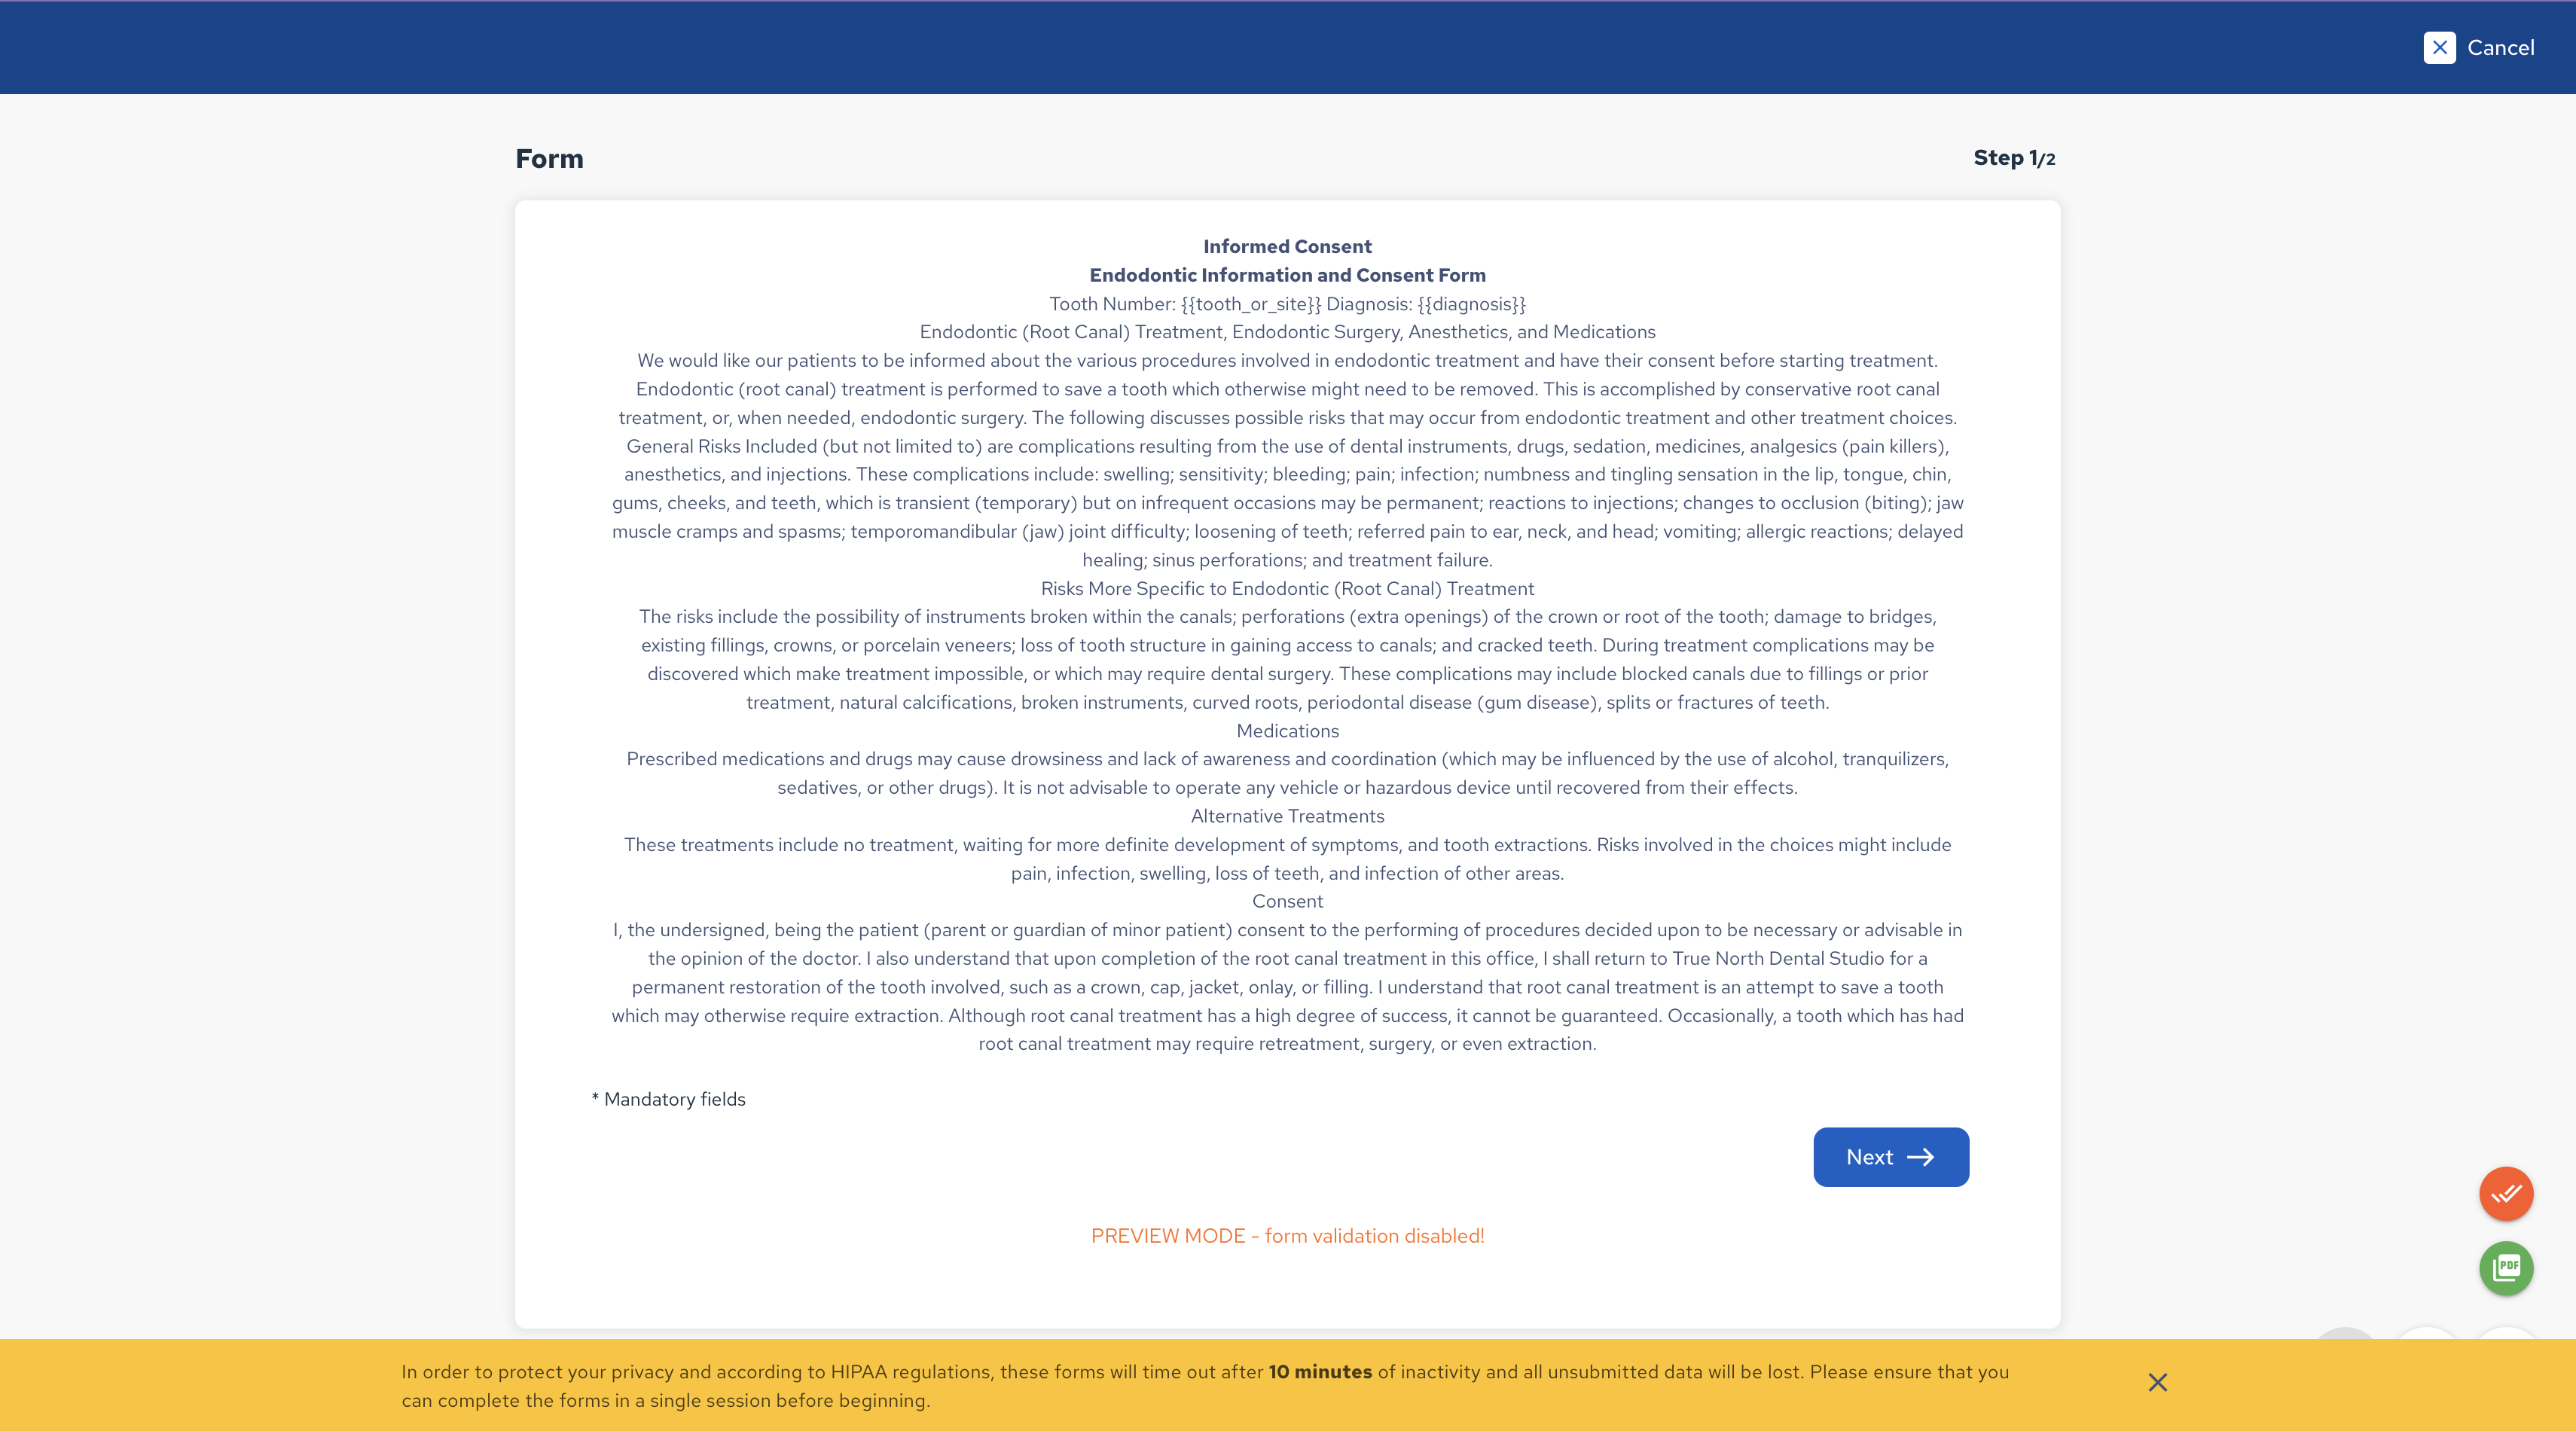 Cancel
Form
Step 1/2
Informed Consent
Endodontic Information and Consent Form
Tooth Number: {{tooth_or_site}} Diagnosis: {{diagnosis}}
Endodontic (Root Canal) Treatment, Endodontic Surgery, Anesthetics, and Medications
We would like our patients to be informed about the various procedures involved in endodontic treatment and have their consent before starting treatment.
Endodontic (root canal) treatment is performed to save a tooth which otherwise might need to be removed. This is accomplished by conservative root canal
treatment, or, when needed, endodontic surgery. The following discusses possible risks that may occur from endodontic treatment and other treatment choices.
General Risks Included (but not limited to) are complications resulting from the use of dental instruments, drugs, sedation, medicines, analgesics (pain killers),
anesthetics, and injections. These complications include: swelling; sensitivity; bleeding; pain; infection; numbness and tingling sensation in the lip, tongue, chin,
gums, cheeks, and teeth, which is transient (temporary) but on infrequent occasions may be permanent; reactions to injections; changes to occlusion (biting); jaw
muscle cramps and spasms; temporomandibular (jaw) joint difficulty; loosening of teeth; referred pain to ear, neck, and head; vomiting; allergic reactions; delayed
healing; sinus perforations; and treatment failure.
Risks More Specific to Endodontic (Root Canal) Treatment
The risks include the possibility of instruments broken within the canals; perforations (extra openings) of the crown or root of the tooth; damage to bridges,
existing fillings, crowns, or porcelain veneers; loss of tooth structure in gaining access to canals; and cracked teeth. During treatment complications may be
discovered which make treatment impossible, or which may require dental surgery. These complications may include blocked canals due to fillings or prior
treatment, natural calcifications, broken instruments, curved roots, periodontal disease (gum disease), splits or fractures of teeth.
Medications
Prescribed medications and drugs may cause drowsiness and lack of awareness and coordination (which may be influenced by the use of alcohol, tranquilizers,
sedatives, or other drugs). It is not advisable to operate any vehicle or hazardous device until recovered from their effects.
Alternative Treatments
These treatments include no treatment, waiting for more definite development of symptoms, and tooth extractions. Risks involved in the choices might include
pain, infection, swelling, loss of teeth, and infection of other areas.
Consent
I, the undersigned, being the patient (parent or guardian of minor patient) consent to the performing of procedures decided upon to be necessary or advisable in
the opinion of the doctor. I also understand that upon completion of the root canal treatment in this office, I shall return to True North Dental Studio for a
permanent restoration of the tooth involved, such as a crown, cap, jacket, onlay, or filling. I understand that root canal treatment is an attempt to save a tooth
which may otherwise require extraction. Although root canal treatment has a high degree of success, it cannot be guaranteed. Occasionally, a tooth which has had
root canal treatment may require retreatment, surgery, or even extraction.
* Mandatory fields
Next
PREVIEW MODE - form validation disabled!
PDF
In order to protect your privacy and according to HIPAA regulations, these forms will time out after 10 minutes of inactivity and all unsubmitted data will be lost. Please ensure that you
can complete the forms in a single session before beginning.